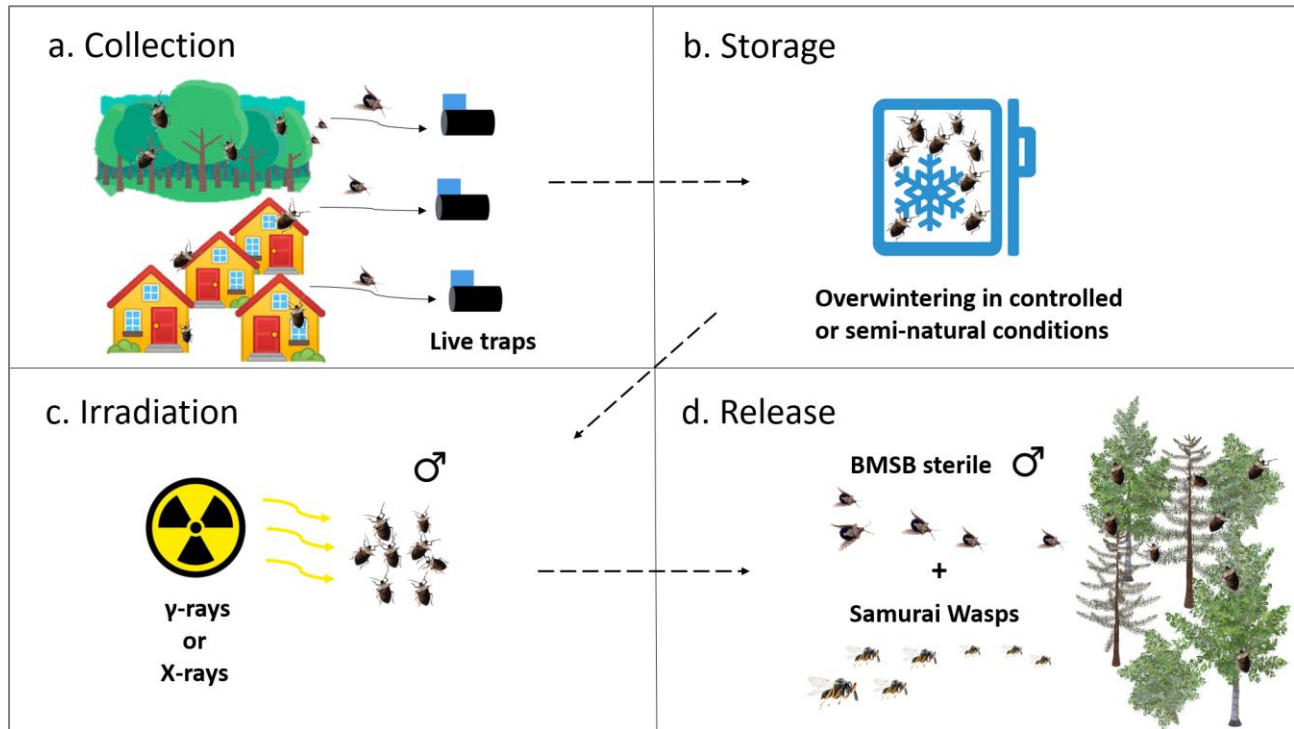 a. Collection
Live traps
b. Storage
Overwintering in controlled
or semi-natural conditions
c. Irradiation
♂
γ-rays
or
X-rays
d. Release
BMSB sterile ♂
+
Samurai Wasps